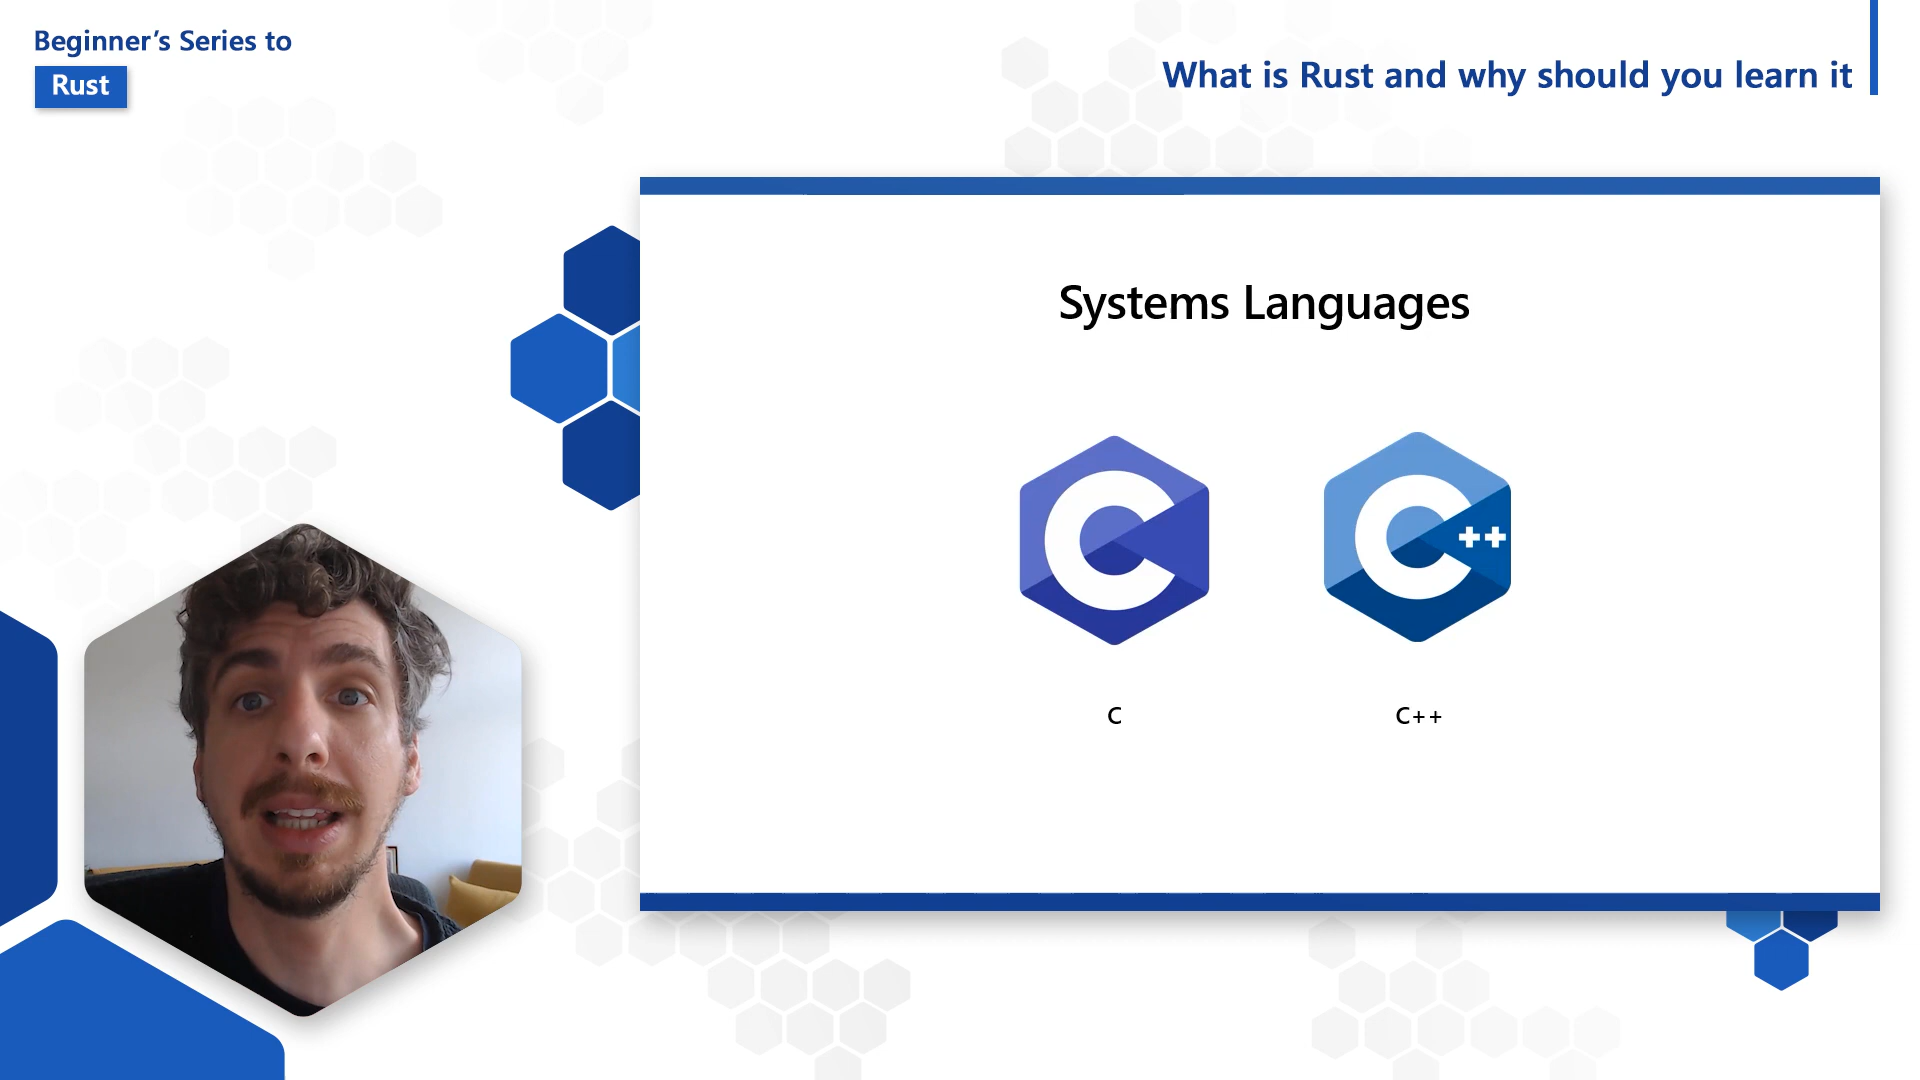 Beginner’s Series to
Rust
What is Rust and why should you learn it
Systems Languages
C
C++
C
C++